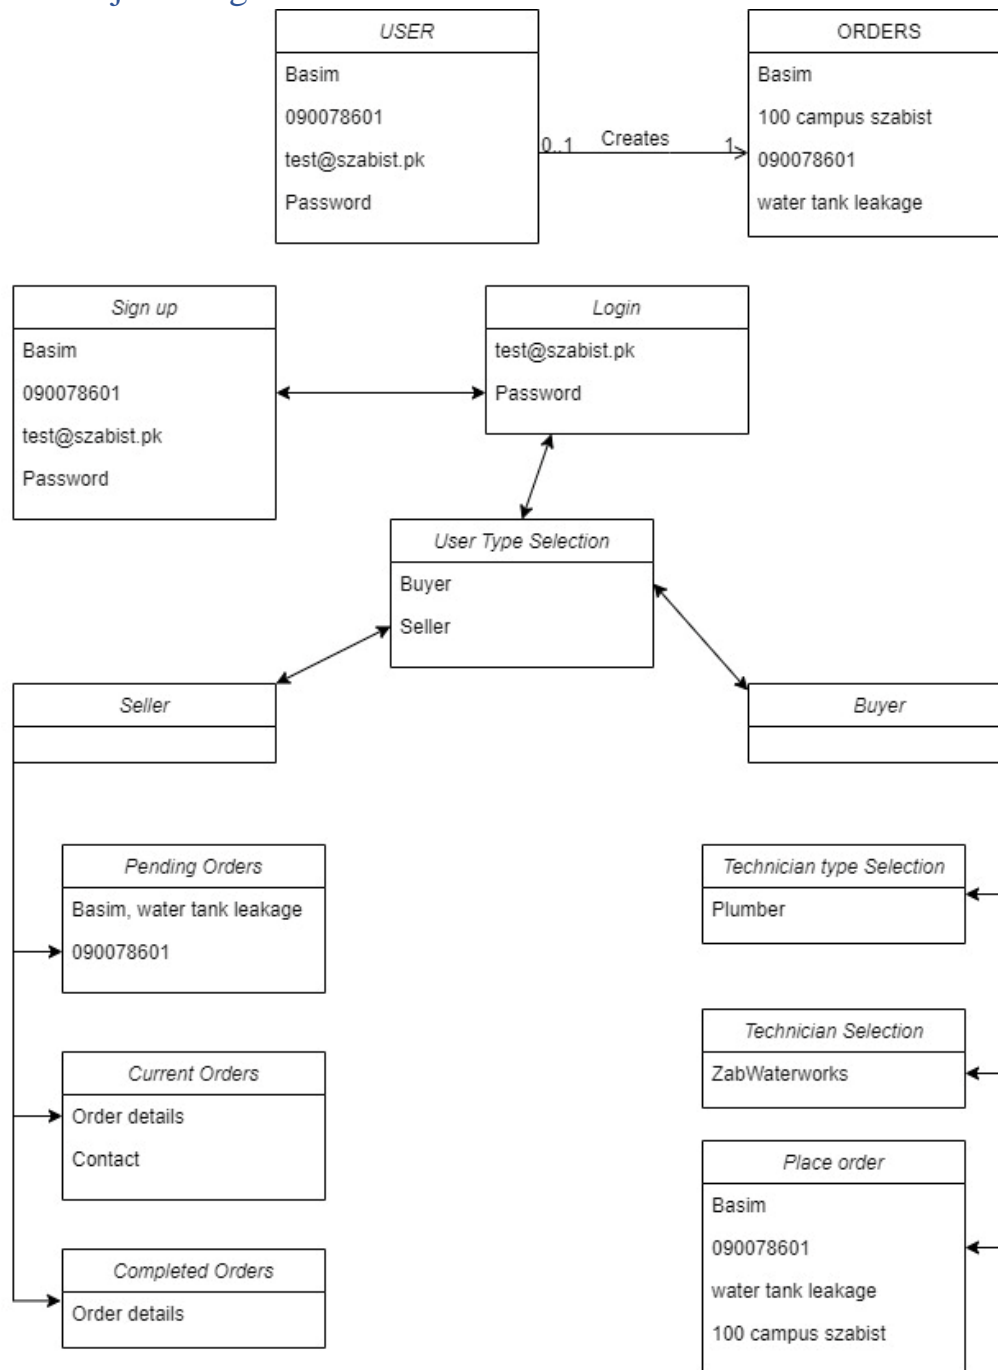 USER
Basim
090078601
test@szabist.pk
Password
ORDERS
Basim
100 campus szabist
090078601
water tank leakage
0..1 Creates 1
Sign up
Basim
090078601
test@szabist.pk
Password
Login
test@szabist.pk
Password
User Type Selection
Buyer
Seller
Seller
Buyer
Pending Orders
Basim, water tank leakage
090078601
Current Orders
Order details
Contact
Completed Orders
Order details
Technician type Selection
Plumber
Technician Selection
ZabWaterworks
Place order
Basim
090078601
water tank leakage
100 campus szabist